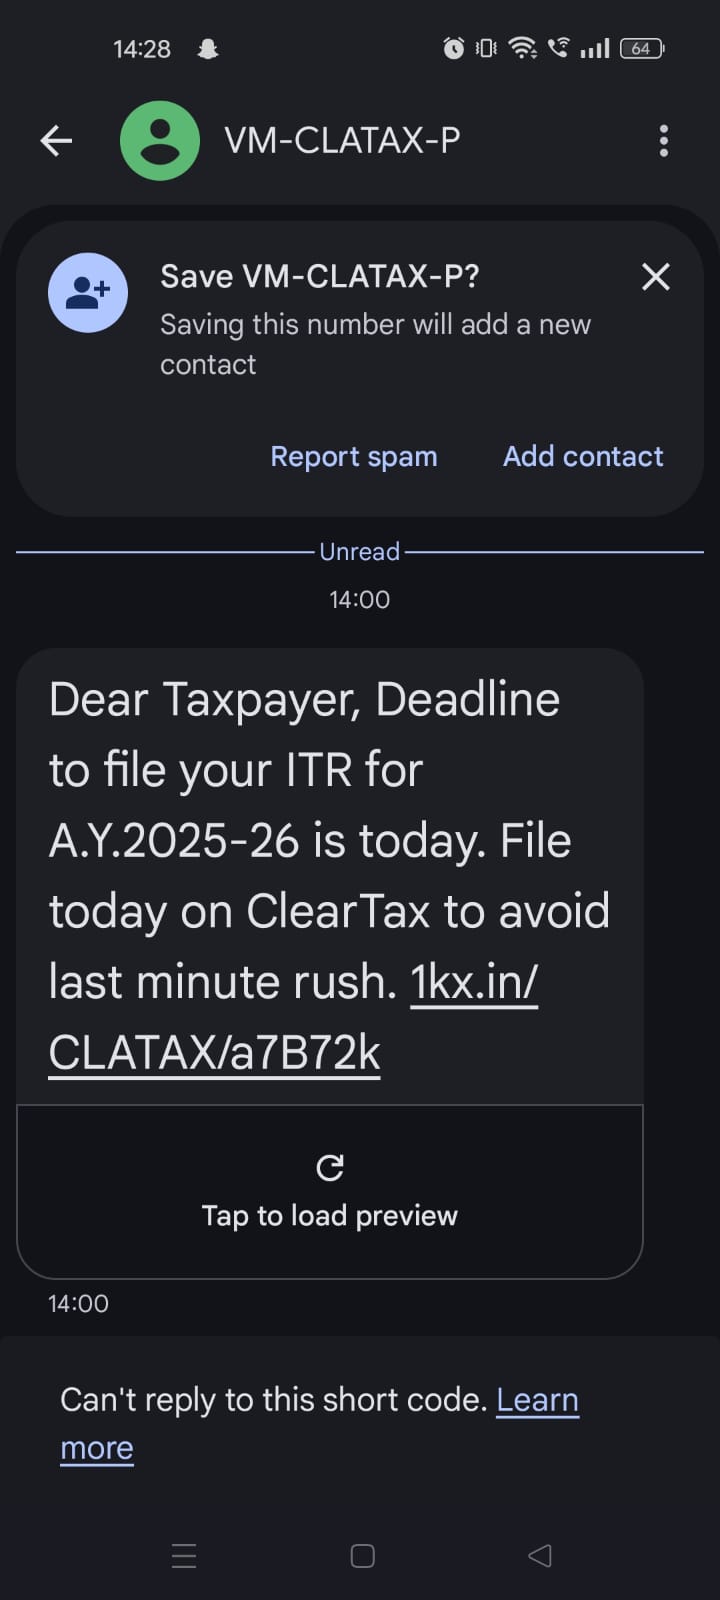 14:28
64
VM-CLATAX-P
Save VM-CLATAX-P?
Saving this number will add a new
contact
Report spam Add contact
Unread
14:00
Dear Taxpayer, Deadline
to file your ITR for
A.Y.2025-26 is today. File
today on ClearTax to avoid
last minute rush. 1kx.in/
CLATAX/a7B72k
Tap to load preview
14:00
Can't reply to this short code. Learn
more